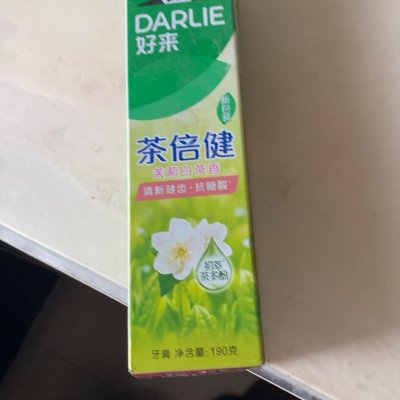 DARLIE
好来
新包装
茶倍健
茉莉白茶香
清新健齿·抗糖酸
初萃
茶多酚
牙膏 净含量: 190克